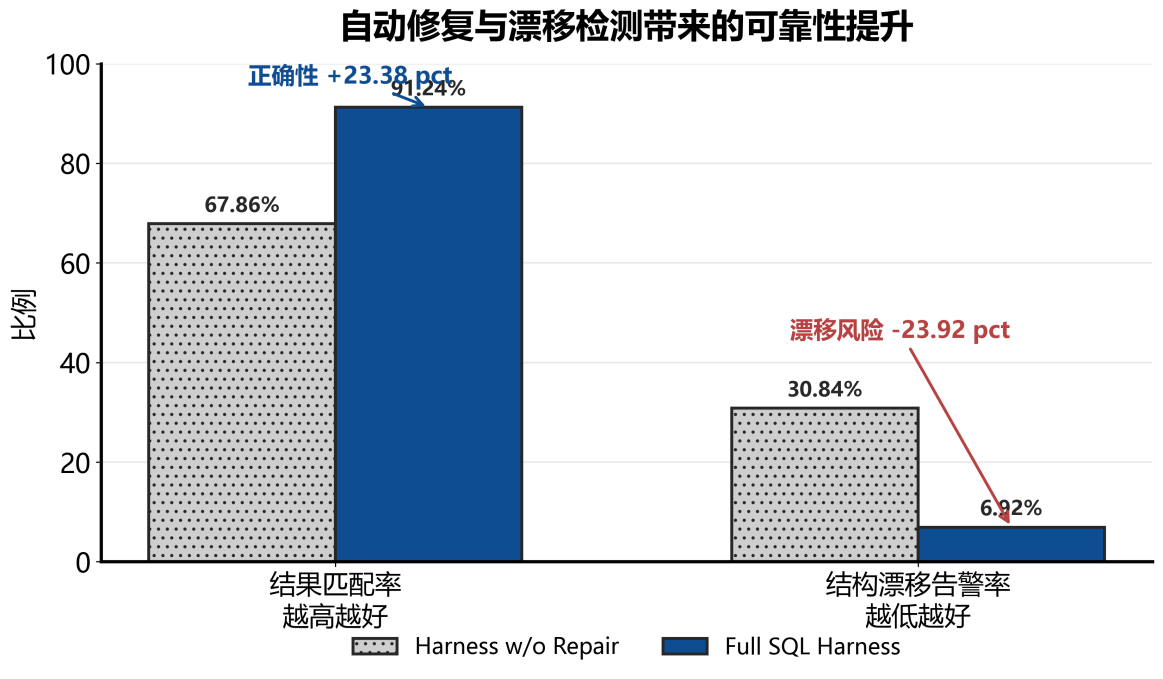 自动修复与漂移检测带来的可靠性提升
比例
100
80
60
40
20
0
正确性 +23.38 pct
91.24%
67.86%
漂移风险 -23.92 pct
30.84%
6.92%
结果匹配率
越高越好
结构漂移告警率
越低越好
Harness w/o Repair
Full SQL Harness